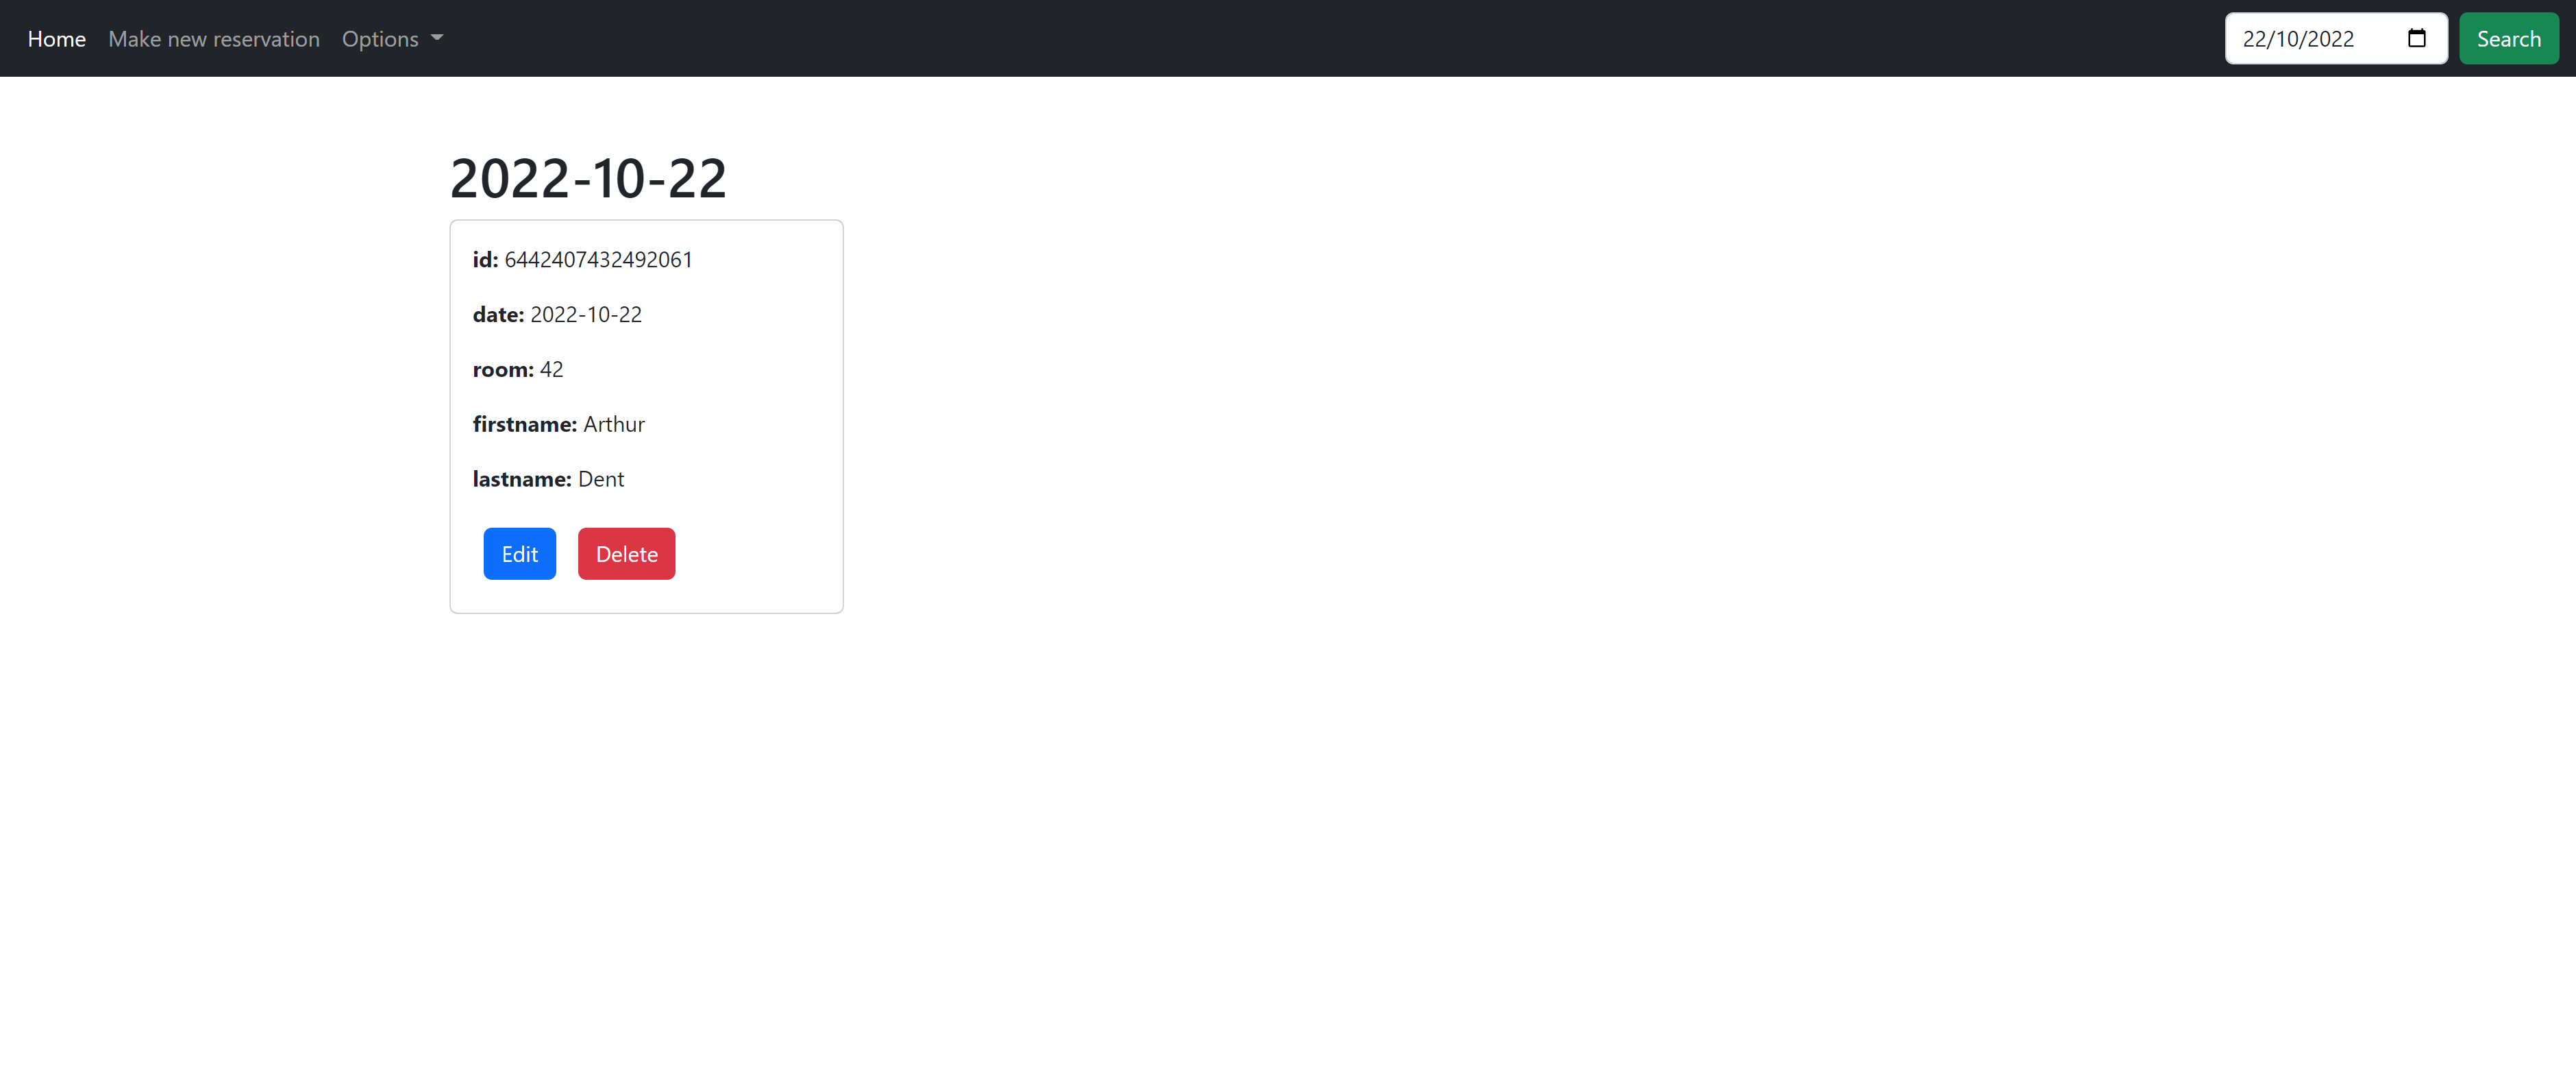 Home Make new reservation Options 22/10/2022 Search
2022-10-22
id: 6442407432492061
date: 2022-10-22
room: 42
firstname: Arthur
lastname: Dent
Edit Delete